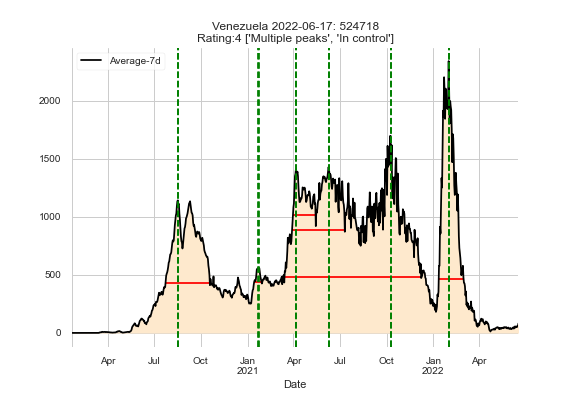 Venezuela 2022-06-17: 524718
Rating:4 ['Multiple peaks', 'In control']
Average-7d
2000
1500
1000
500
0
Apr Jul Oct Jan Apr Jul Oct Jan Apr
2021 2022
Date